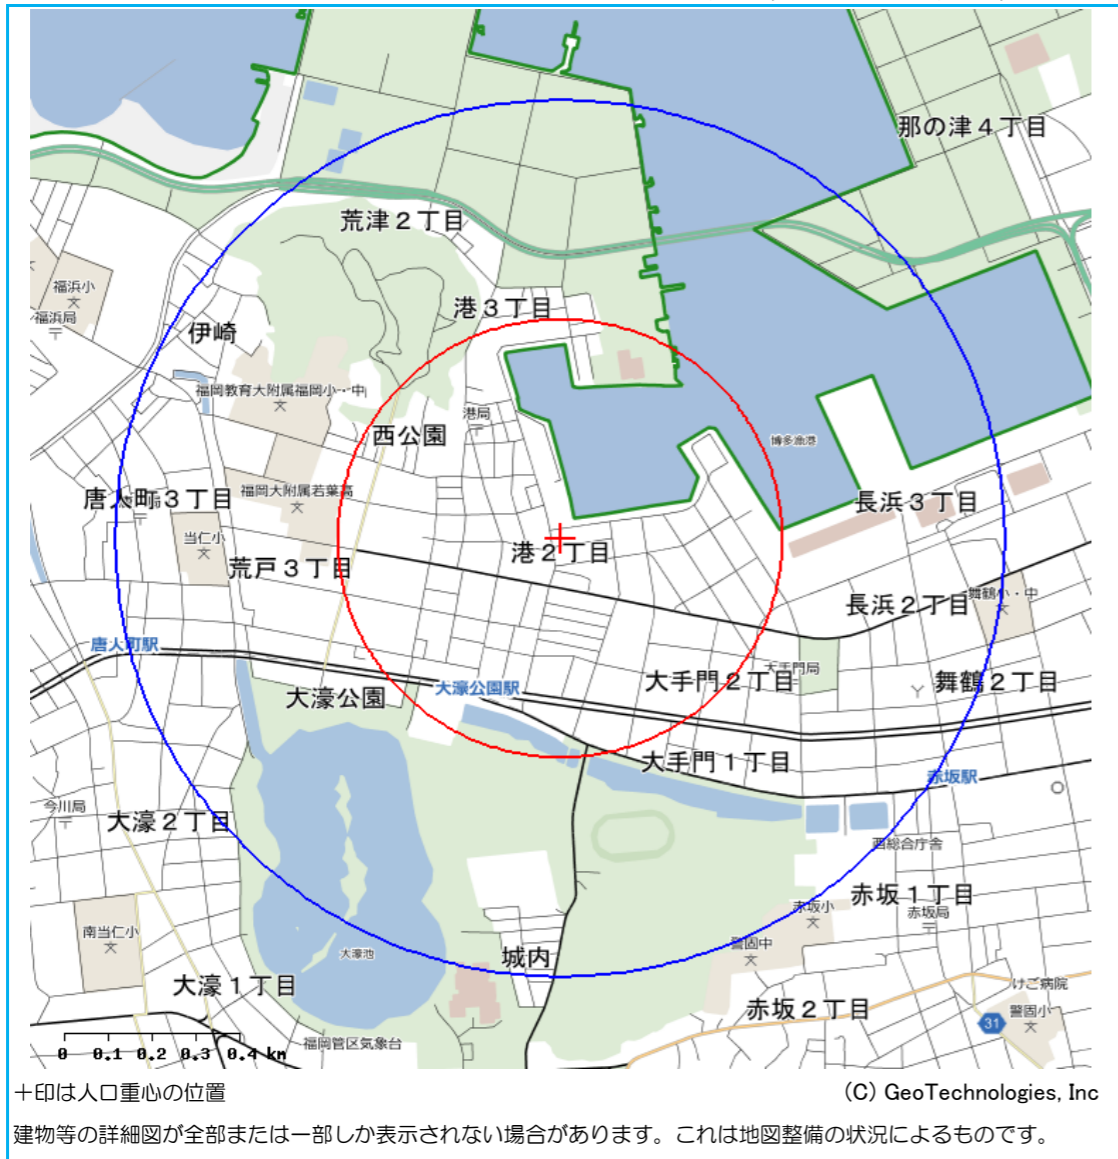 那の津４丁目
荒津２丁目
福浜小
港３丁目
福浜局
伊崎
福岡教育大附属福岡小・中
港局
西公園
博多漁港
福岡大附属若葉高
唐人町３丁目
長浜３丁目
当仁小
港２丁目
荒戸３丁目
舞鶴小・中
長浜２丁目
唐人町駅
大手門局
大濠公園
大濠公園駅
大手門２丁目
舞鶴２丁目
大手門１丁目
赤坂駅
今川局
大濠２丁目
西総合庁舎
赤坂１丁目
赤坂小
赤坂局
南当仁小
警固中
大濠池
城内
大濠１丁目
けご病院
赤坂２丁目
警固小
31
福岡管区気象台
0 0.1 0.2 0.3 0.4 km
＋印は人口重心の位置
(C) GeoTechnologies, Inc
建物等の詳細図が全部または一部しか表示されない場合があります。これは地図整備の状況によるものです。